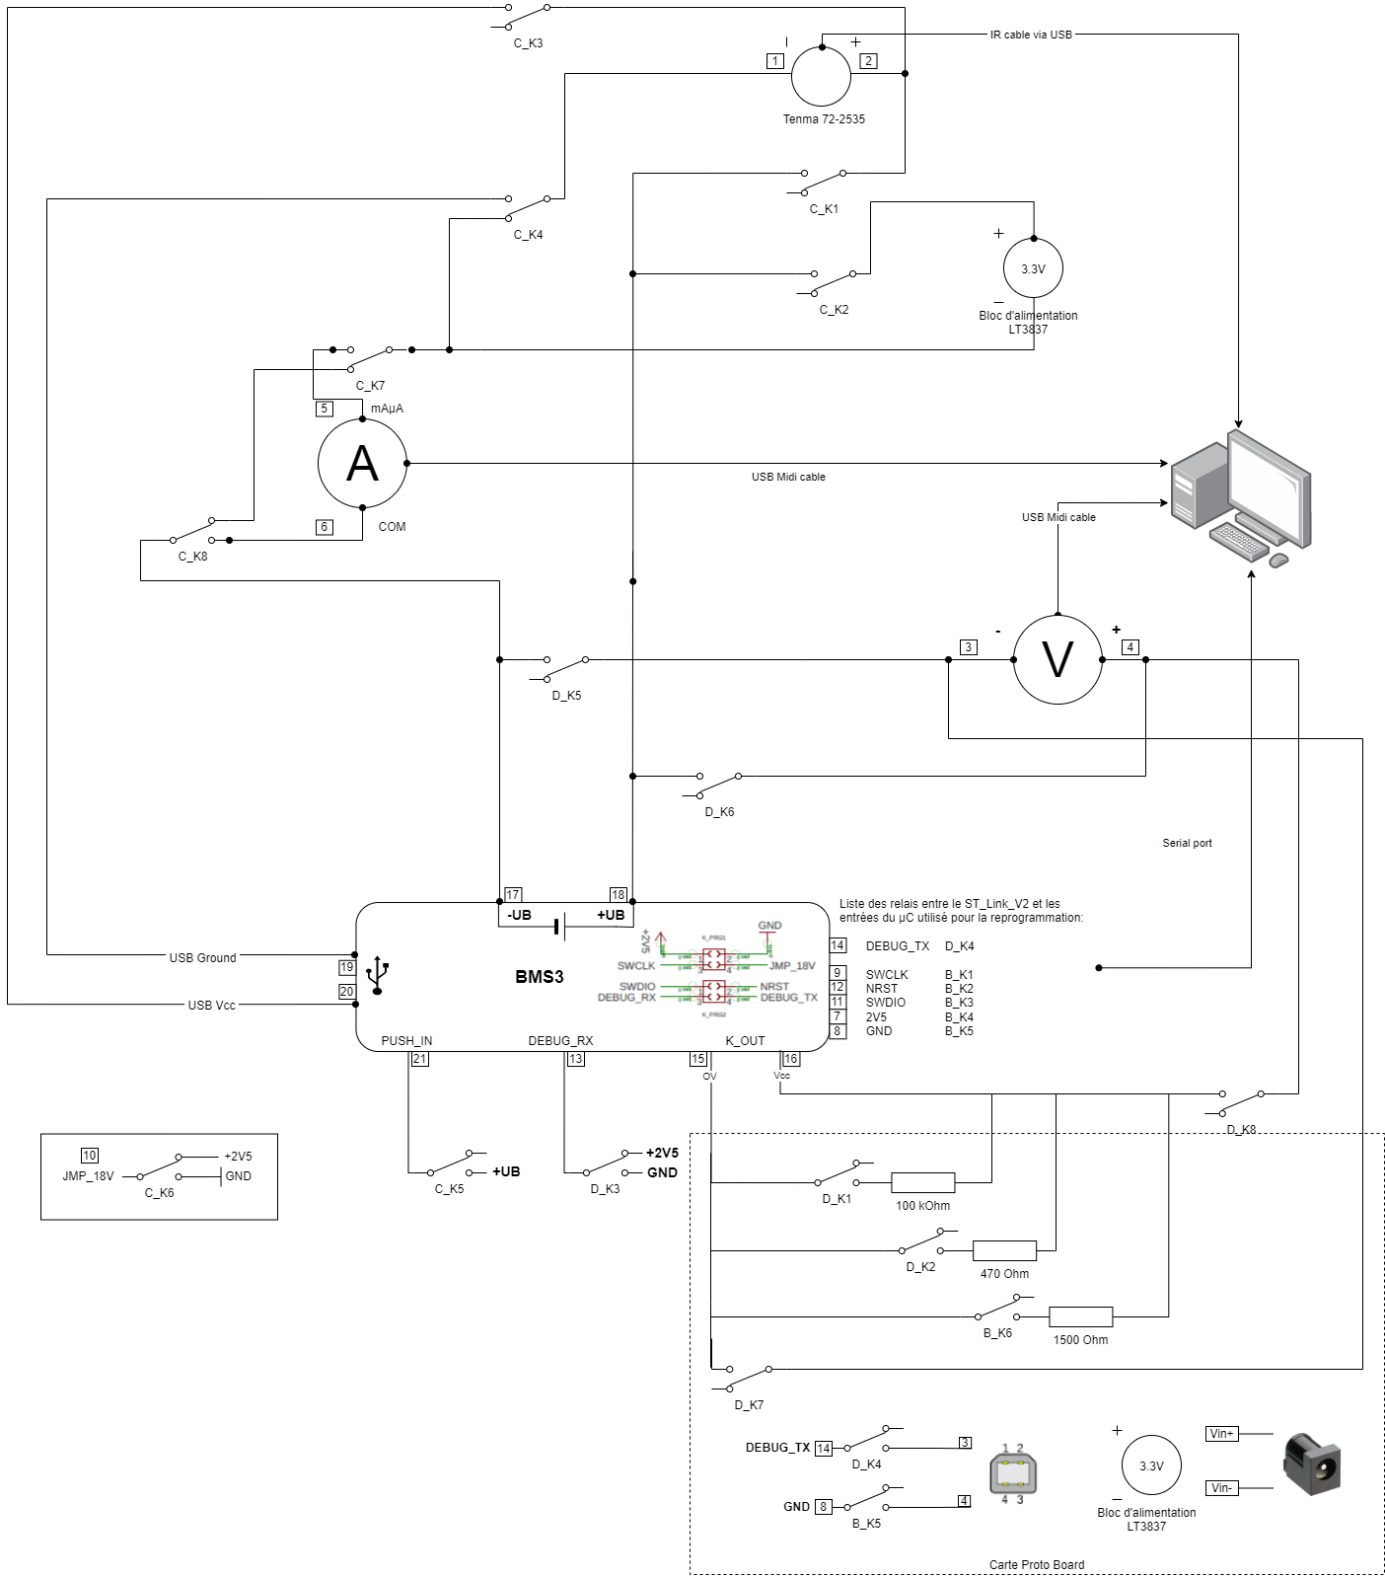 C_K3
IR cable via USB
1
2
Tenma 72-2535
C_K1
C_K4
3.3V
C_K2
Bloc d'alimentation
LT3837
C_K7
5
mAµA
A
USB Midi cable
6
COM
USB Midi cable
C_K8
3
-
+
4
V
D_K5
D_K6
Serial port
17
18
-UB
+UB
Liste des relais entre le ST_Link_V2 et les
entrées du µC utilisé pour la reprogrammation:
+2V5
K_PRG1
GND
14 DEBUG_TX D_K4
USB Ground
19
BMS3
SWCLK
JMP_18V
9 SWCLK B_K1
12 NRST B_K2
11 SWDIO B_K3
7 2V5 B_K4
8 GND B_K5
SWDIO
NRST
DEBUG_RX
DEBUG_TX
K_PRG2
20
USB Vcc
PUSH_IN
DEBUG_RX
K_OUT
21
13
15
16
0V
Vcc
D_K8
10
JMP_18V
+2V5
GND
C_K6
+UB
C_K5
+2V5
GND
D_K3
D_K1
100 kOhm
D_K2
470 Ohm
B_K6
1500 Ohm
D_K7
DEBUG_TX 14
3
D_K4
GND 8
4
B_K5
1 2
4 3
3.3V
Bloc d'alimentation
LT3837
Vin+
Vin-
Carte Proto Board